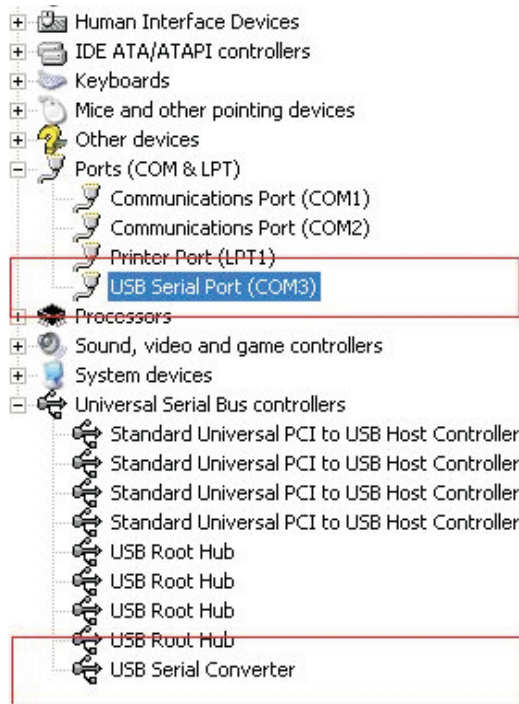 Human Interface Devices
IDE ATA/ATAPI controllers
Keyboards
Mice and other pointing devices
Other devices
Ports (COM & LPT)
Communications Port (COM1)
Communications Port (COM2)
Printer Port (LPT1)
USB Serial Port (COM3)
Processors
Sound, video and game controllers
System devices
Universal Serial Bus controllers
Standard Universal PCI to USB Host Controller
Standard Universal PCI to USB Host Controller
Standard Universal PCI to USB Host Controller
Standard Universal PCI to USB Host Controller
USB Root Hub
USB Root Hub
USB Root Hub
USB Root Hub
USB Serial Converter